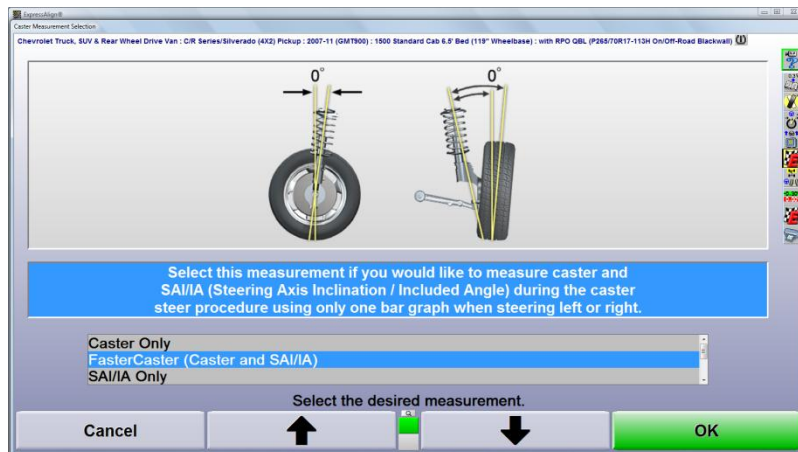 ExpressAlign®
Caster Measurement Selection
Chevrolet Truck, SUV & Rear Wheel Drive Van : C/R Series/Silverado (4X2) Pickup : 2007-11 (GMT900) : 1500 Standard Cab 6.5' Bed (119" Wheelbase) : with RPO QBL (P265/70R17-113H On/Off-Road Blackwall)
0° 0°
Select this measurement if you would like to measure caster and
SAI/IA (Steering Axis Inclination / Included Angle) during the caster
steer procedure using only one bar graph when steering left or right.
Caster Only
FasterCaster (Caster and SAI/IA)
SAI/IA Only
Select the desired measurement.
Cancel OK